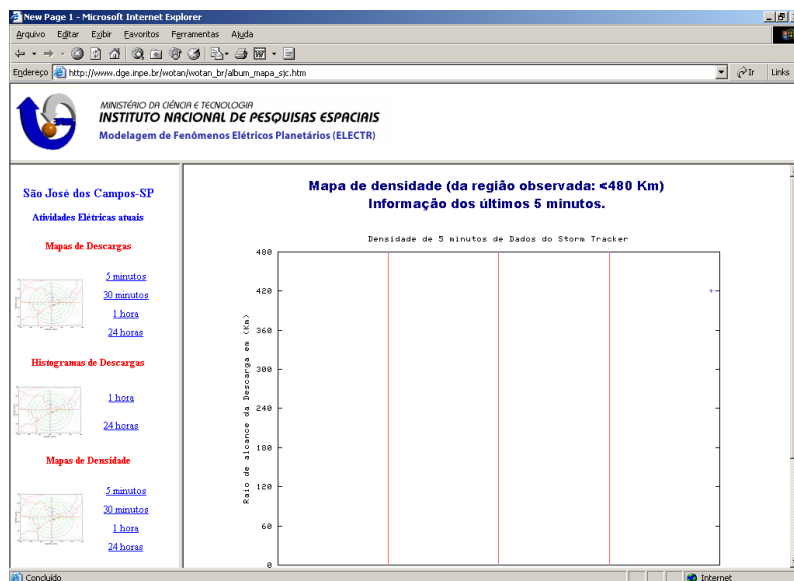 New Page 1 - Microsoft Internet Explorer
Arquivo Editar Exibir Favoritos Ferramentas Ajuda
Endereço http://www.dge.inpe.br/wotan/wotan_br/album_mapa_sjc.htm Ir Links
MINISTÉRIO DA CIÊNCIA E TECNOLOGIA
INSTITUTO NACIONAL DE PESQUISAS ESPACIAIS
Modelagem de Fenômenos Elétricos Planetários (ELECTR)
São José dos Campos-SP
Atividades Elétricas atuais
Mapas de Descargas
5 minutos
30 minutos
1 hora
24 horas
Histogramas de Descargas
1 hora
24 horas
Mapas de Densidade
5 minutos
30 minutos
1 hora
24 horas
Mapa de densidade (da região observada: <480 Km)
Informação dos últimos 5 minutos.
Densidade de 5 minutos de Dados do Storm Tracker
Raio de alcance da Descarga em (Km)
480
420
360
300
240
180
120
60
0
Concluído Internet